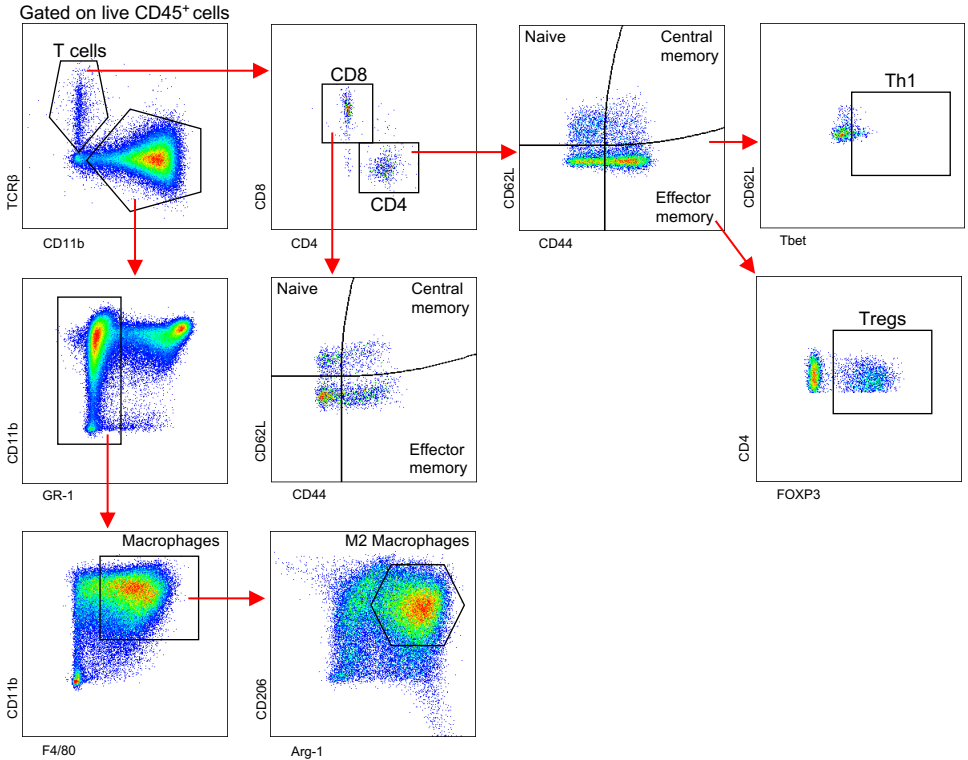 Gated on live CD45+ cells
T cells
TCRβ
CD11b
CD8
CD4
CD8
CD4
Naive
Central
memory
Effector
memory
CD62L
CD44
Th1
CD62L
Tbet
CD11b
GR-1
Naive
Central
memory
Effector
memory
CD62L
CD44
Tregs
CD4
FOXP3
Macrophages
CD11b
F4/80
M2 Macrophages
CD206
Arg-1